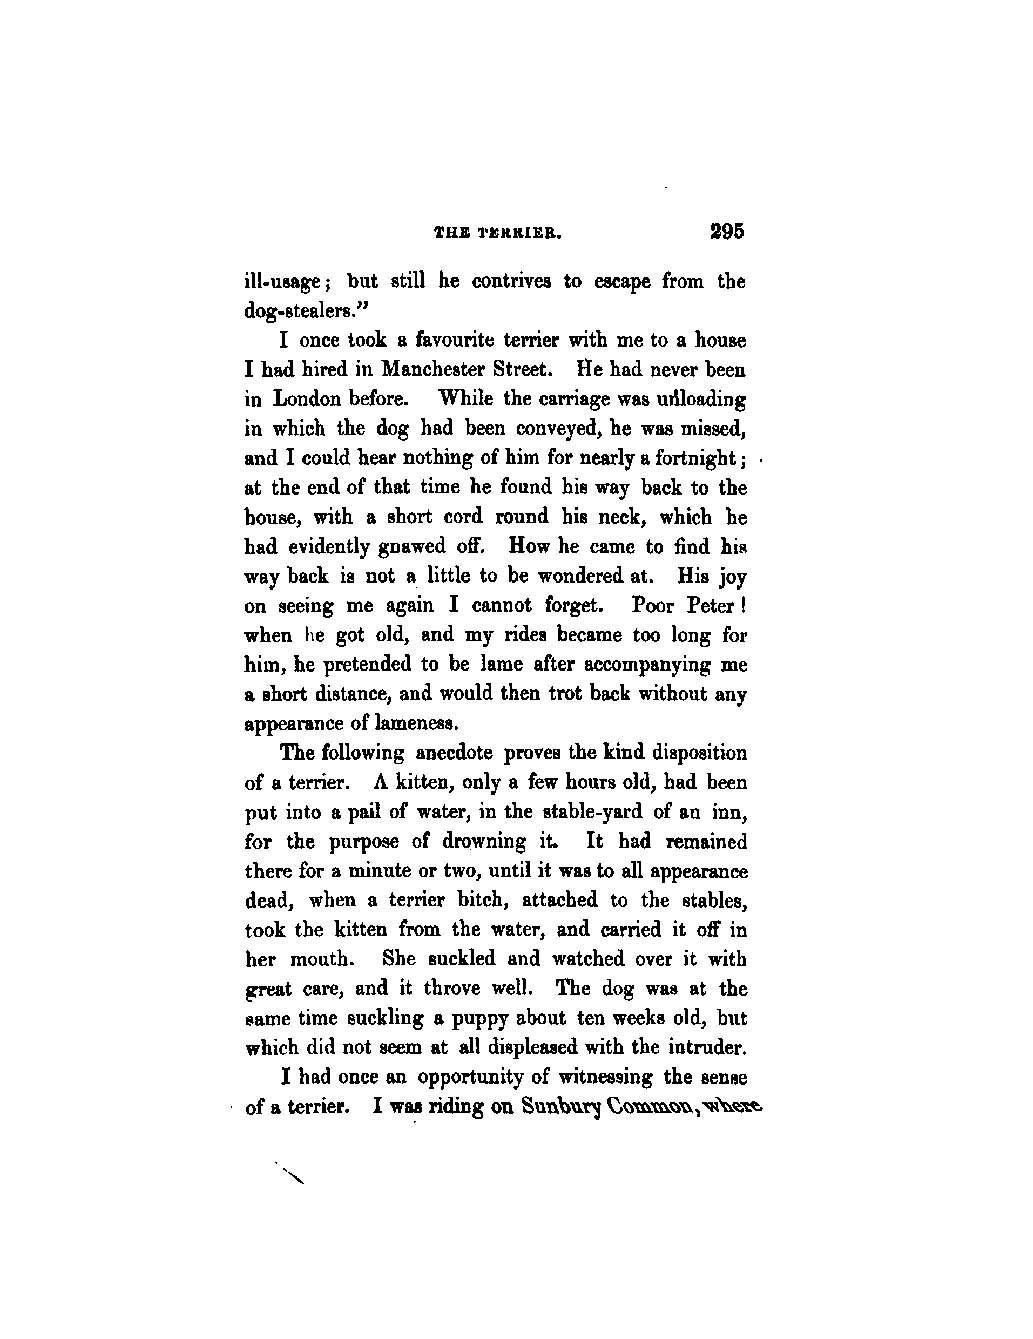 THE TERRIER. 295
ill-usage; but still he contrives to escape from the
dog-stealers."
I once took a favourite terrier with me to a house
I had hired in Manchester Street. He had never been
in London before. While the carriage was unloading
in which the dog had been conveyed, he was missed,
and I could hear nothing of him for nearly a fortnight;
at the end of that time he found his way back to the
house, with a short cord round his neck, which he
had evidently gnawed off. How he came to find his
way back is not a little to be wondered at. His joy
on seeing me again I cannot forget. Poor Peter!
when he got old, and my rides became too long for
him, he pretended to be lame after accompanying me
a short distance, and would then trot back without any
appearance of lameness.
The following anecdote proves the kind disposition
of a terrier. A kitten, only a few hours old, had been
put into a pail of water, in the stable-yard of an inn,
for the purpose of drowning it. It had remained
there for a minute or two, until it was to all appearance
dead, when a terrier bitch, attached to the stables,
took the kitten from the water, and carried it off in
her mouth. She suckled and watched over it with
great care, and it throve well. The dog was at the
same time suckling a puppy about ten weeks old, but
which did not seem at all displeased with the intruder.
I had once an opportunity of witnessing the sense
of a terrier. I was riding on Sunbury Common, where